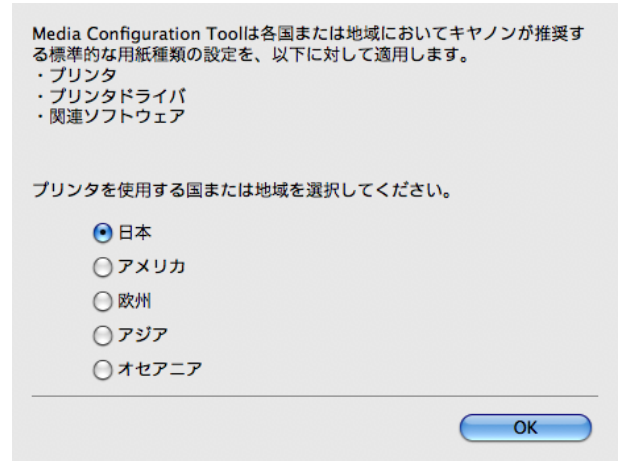 Media Configuration Toolは各国または地域においてキヤノンが推奨す
る標準的な用紙種類の設定を、以下に対して適用します。
・プリンタ
・プリンタドライバ
・関連ソフトウェア
プリンタを使用する国または地域を選択してください。
日本
アメリカ
欧州
アジア
オセアニア
OK